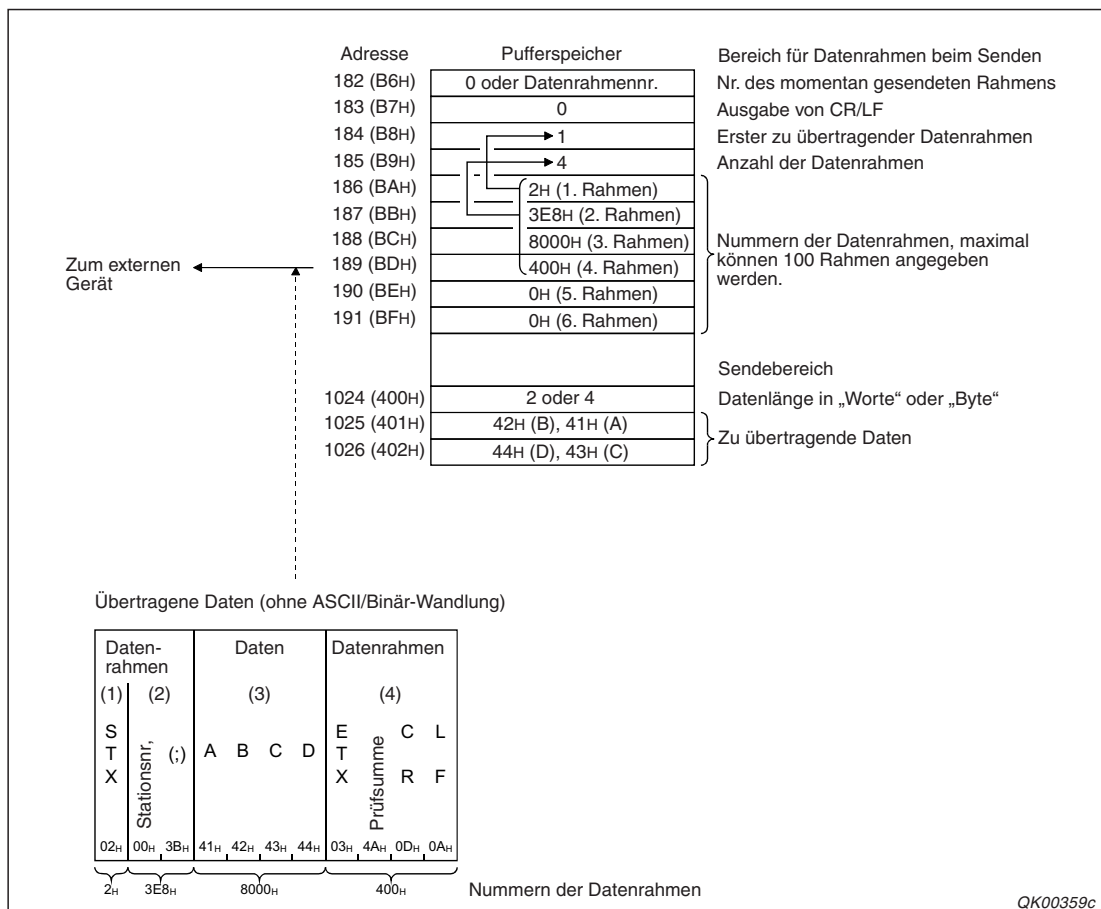 Adresse Pufferspeicher Bereich für Datenrahmen beim Senden
182 (B6H) 0 oder Datenrahmennr. Nr. des momentan gesendeten Rahmens
183 (B7H) 0 Ausgabe von CR/LF
184 (B8H) 1 Erster zu übertragender Datenrahmen
185 (B9H) 4 Anzahl der Datenrahmen
186 (BAH) 2H (1. Rahmen)
187 (BBH) 3E8H (2. Rahmen)
188 (BCH) 8000H (3. Rahmen)
189 (BDH) 400H (4. Rahmen)
190 (BEH) 0H (5. Rahmen)
191 (BFH) 0H (6. Rahmen)
Nummern der Datenrahmen, maximal
können 100 Rahmen angegeben
werden.
Zum externen
Gerät
Sendebereich
1024 (400H) 2 oder 4 Datenlänge in „Worte“ oder „Byte“
1025 (401H) 42H (B), 41H (A)
1026 (402H) 44H (D), 43H (C)
Zu übertragende Daten
Übertragene Daten (ohne ASCII/Binär-Wandlung)
Daten-
rahmen
Daten
Datenrahmen
(1) (2) (3) (4)
STX
Stationsnr,
(;)
A B C D
ETX
Prüfsumme
CR
LF
02H 00H 3BH 41H 42H 43H 44H 03H 4AH 0DH 0AH
2H 3E8H 8000H 400H Nummern der Datenrahmen
QK00359c